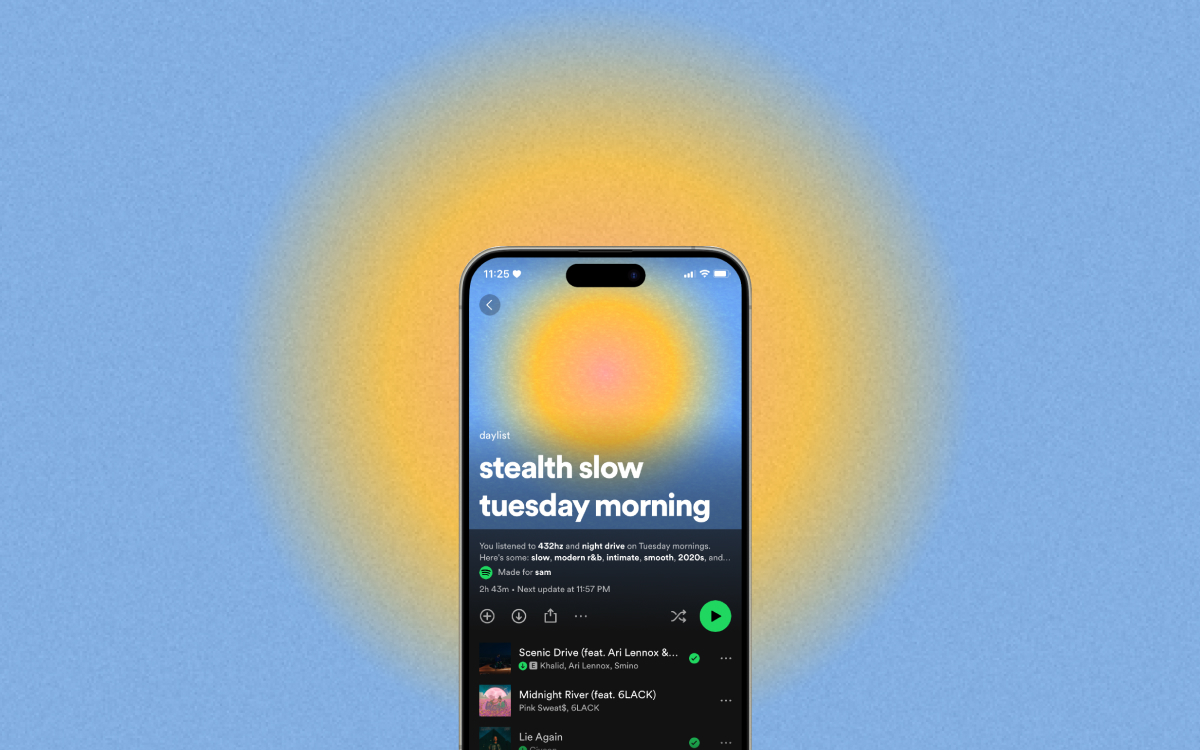 11:25
daylist
stealth slow
tuesday morning
You listened to 432hz and night drive on Tuesday mornings.
Here's some: slow, modern r&b, intimate, smooth, 2020s, and...
Made for sam
2h 43m • Next update at 11:57 PM
Scenic Drive (feat. Ari Lennox &...
E Khalid, Ari Lennox, Smino
Midnight River (feat. 6LACK)
Pink Sweat$, 6LACK
Lie Again